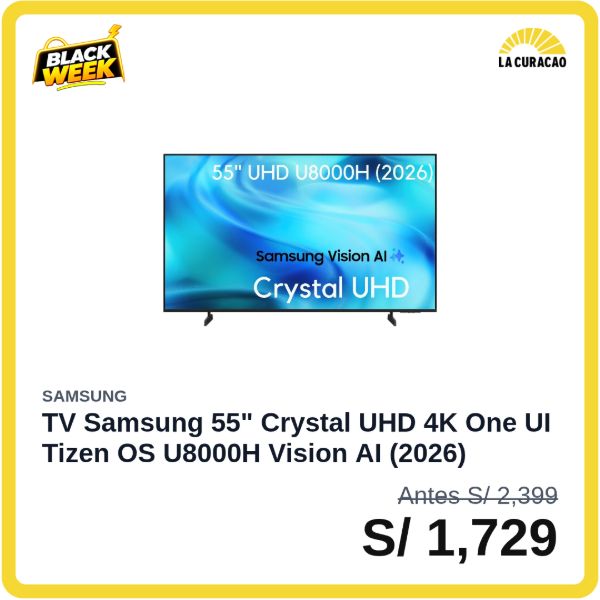 BLACK
WEEK
LA CURACAO
55" UHD U8000H (2026)
Samsung Vision AI
Crystal UHD
SAMSUNG
TV Samsung 55" Crystal UHD 4K One UI
Tizen OS U8000H Vision AI (2026)
Antes S/ 2,399
S/ 1,729